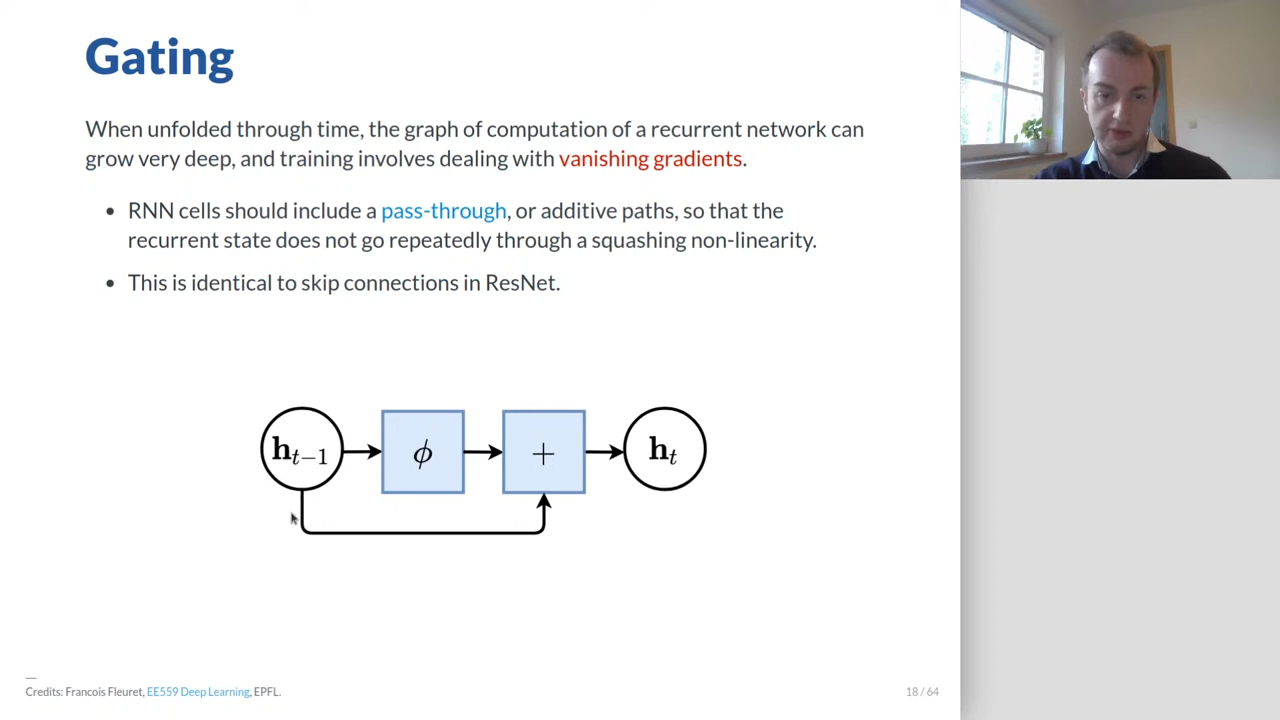 Gating
When unfolded through time, the graph of computation of a recurrent network can
grow very deep, and training involves dealing with vanishing gradients.
• RNN cells should include a pass-through, or additive paths, so that the
recurrent state does not go repeatedly through a squashing non-linearity.
• This is identical to skip connections in ResNet.
h_{t−1} ϕ + h_t
Credits: Francois Fleuret, EE559 Deep Learning, EPFL.
18 / 64